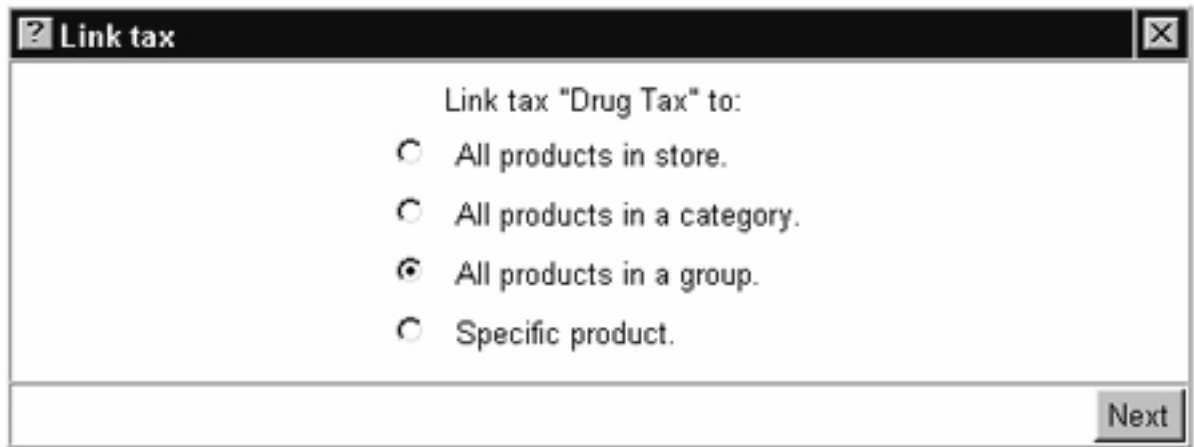 ? Link tax
Link tax "Drug Tax" to:
All products in store.
All products in a category.
All products in a group.
Specific product.
Next